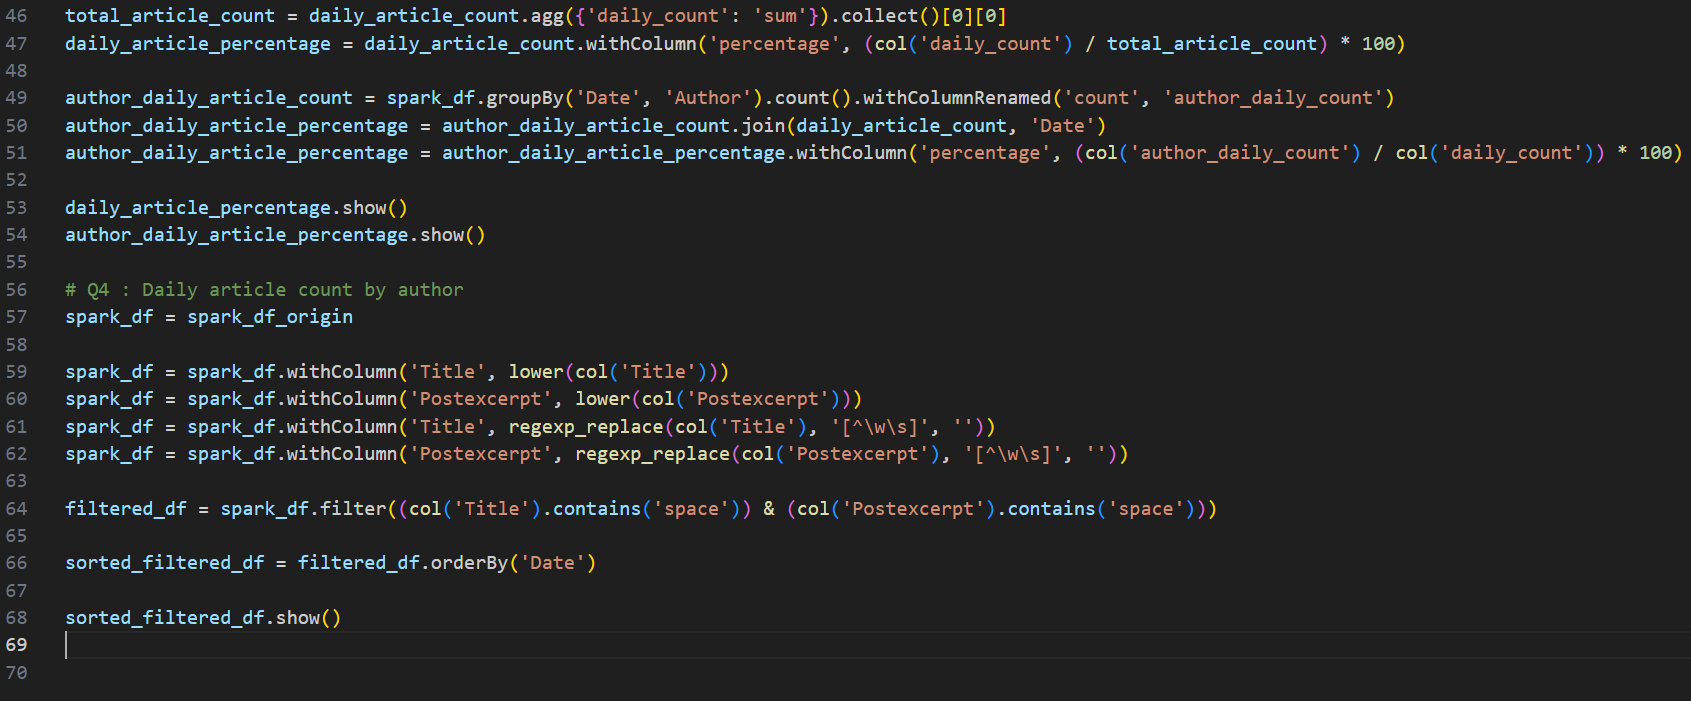 46 total_article_count = daily_article_count.agg({'daily_count': 'sum'}).collect()[0][0]
47 daily_article_percentage = daily_article_count.withColumn('percentage', (col('daily_count') / total_article_count) * 100)
48
49 author_daily_article_count = spark_df.groupBy('Date', 'Author').count().withColumnRenamed('count', 'author_daily_count')
50 author_daily_article_percentage = author_daily_article_count.join(daily_article_count, 'Date')
51 author_daily_article_percentage = author_daily_article_percentage.withColumn('percentage', (col('author_daily_count') / col('daily_count')) * 100)
52
53 daily_article_percentage.show()
54 author_daily_article_percentage.show()
55
56 # Q4 : Daily article count by author
57 spark_df = spark_df_origin
58
59 spark_df = spark_df.withColumn('Title', lower(col('Title')))
60 spark_df = spark_df.withColumn('Postexcerpt', lower(col('Postexcerpt')))
61 spark_df = spark_df.withColumn('Title', regexp_replace(col('Title'), '[^\w\s]', ''))
62 spark_df = spark_df.withColumn('Postexcerpt', regexp_replace(col('Postexcerpt'), '[^\w\s]', ''))
63
64 filtered_df = spark_df.filter((col('Title').contains('space')) & (col('Postexcerpt').contains('space')))
65
66 sorted_filtered_df = filtered_df.orderBy('Date')
67
68 sorted_filtered_df.show()
69
70